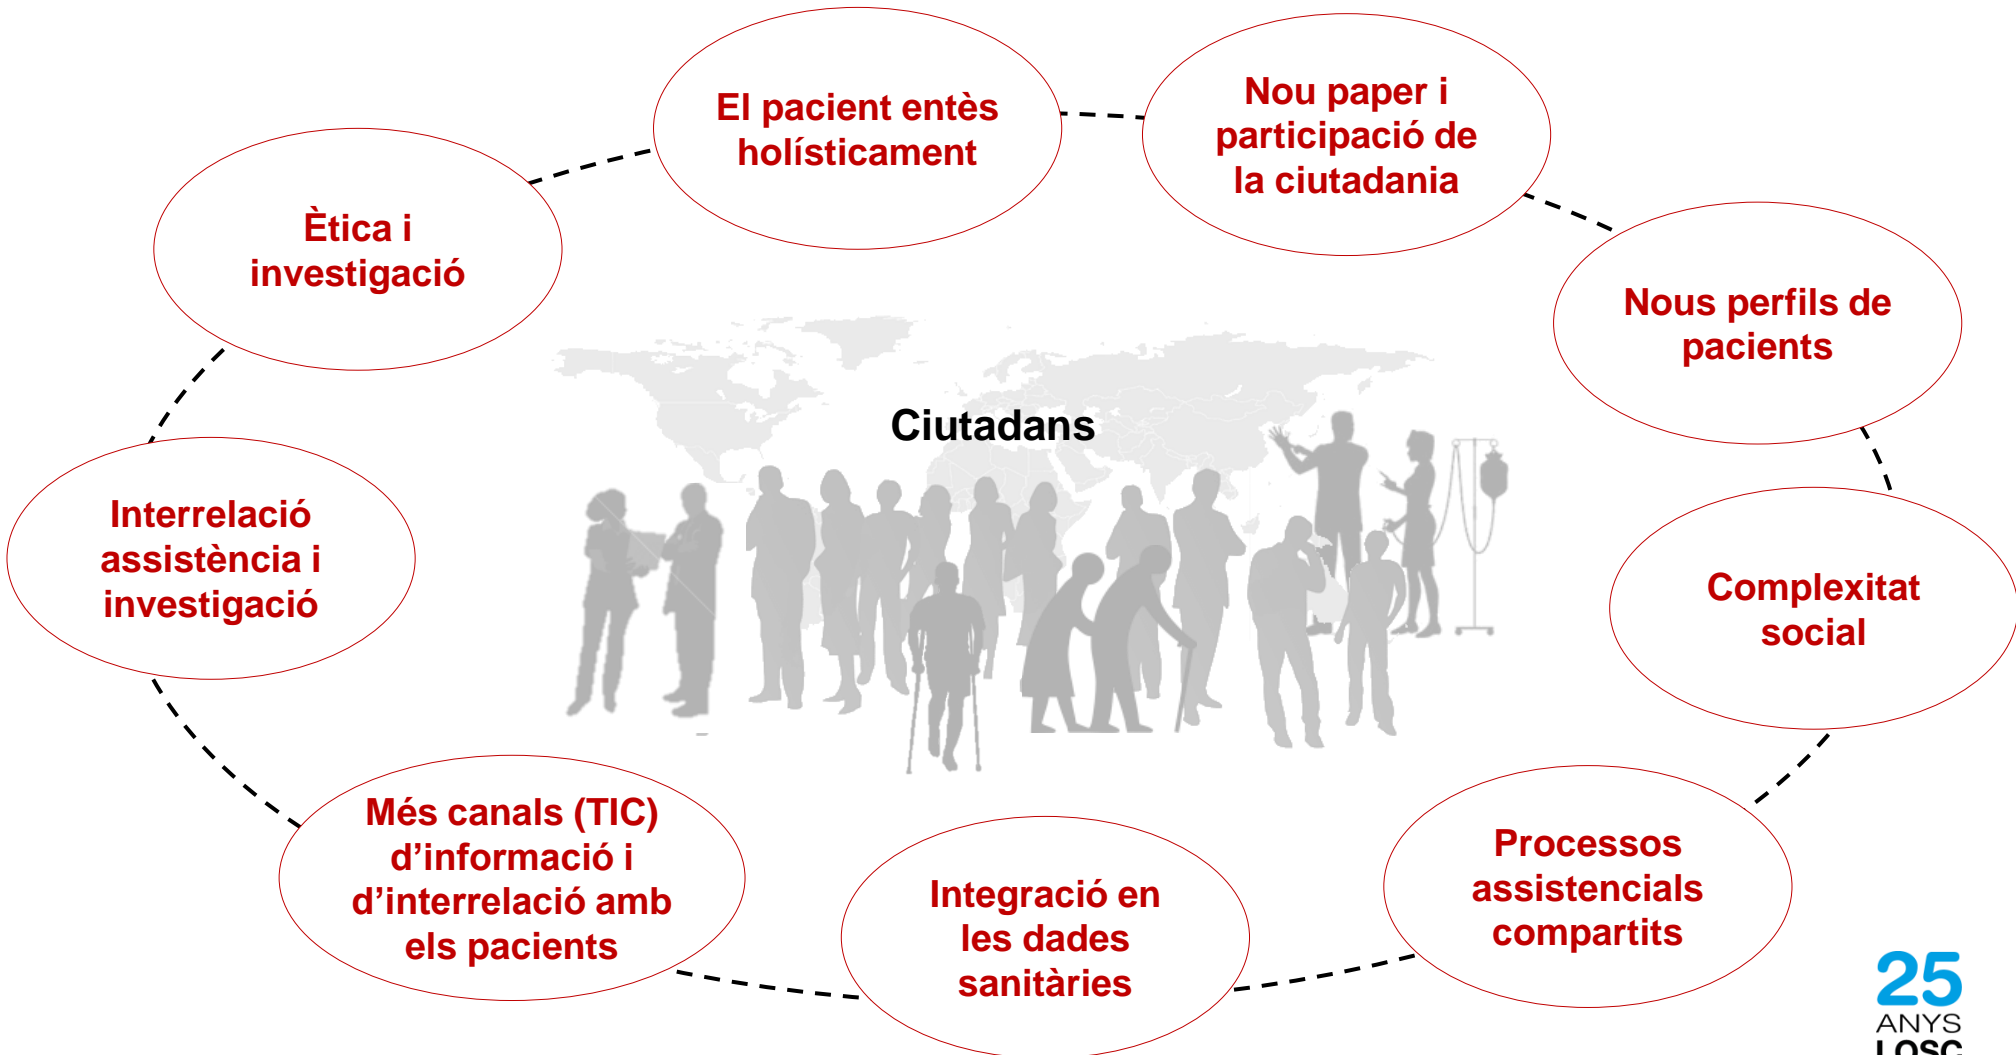 El pacient entès
holísticament
Nou paper i
participació de
la ciutadania
Ètica i
investigació
Nous perfils de
pacients
Ciutadans
Interrelació
assistència i
investigació
Complexitat
social
Més canals (TIC)
d’informació i
d’interrelació amb
els pacients
Integració en
les dades
sanitàries
Processos
assistencials
compartits
25
ANYS
LOSC